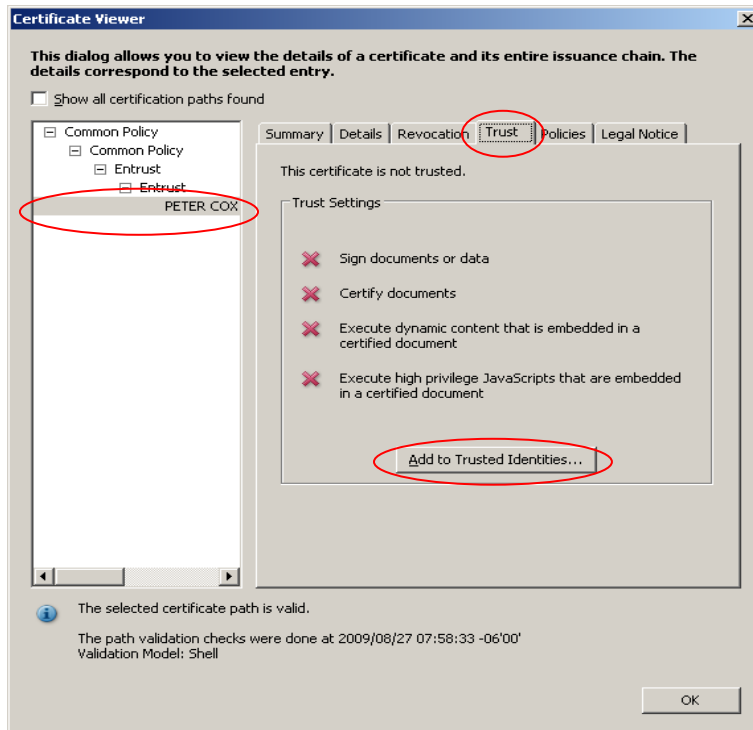 Certificate Viewer
This dialog allows you to view the details of a certificate and its entire issuance chain. The
details correspond to the selected entry.
Show all certification paths found
Common Policy
Common Policy
Entrust
Entrust
PETER COX
Summary Details Revocation Trust Policies Legal Notice
This certificate is not trusted.
Trust Settings
Sign documents or data
Certify documents
Execute dynamic content that is embedded in a
certified document
Execute high privilege JavaScripts that are embedded
in a certified document
Add to Trusted Identities...
The selected certificate path is valid.
The path validation checks were done at 2009/08/27 07:58:33 -06'00'
Validation Model: Shell
OK